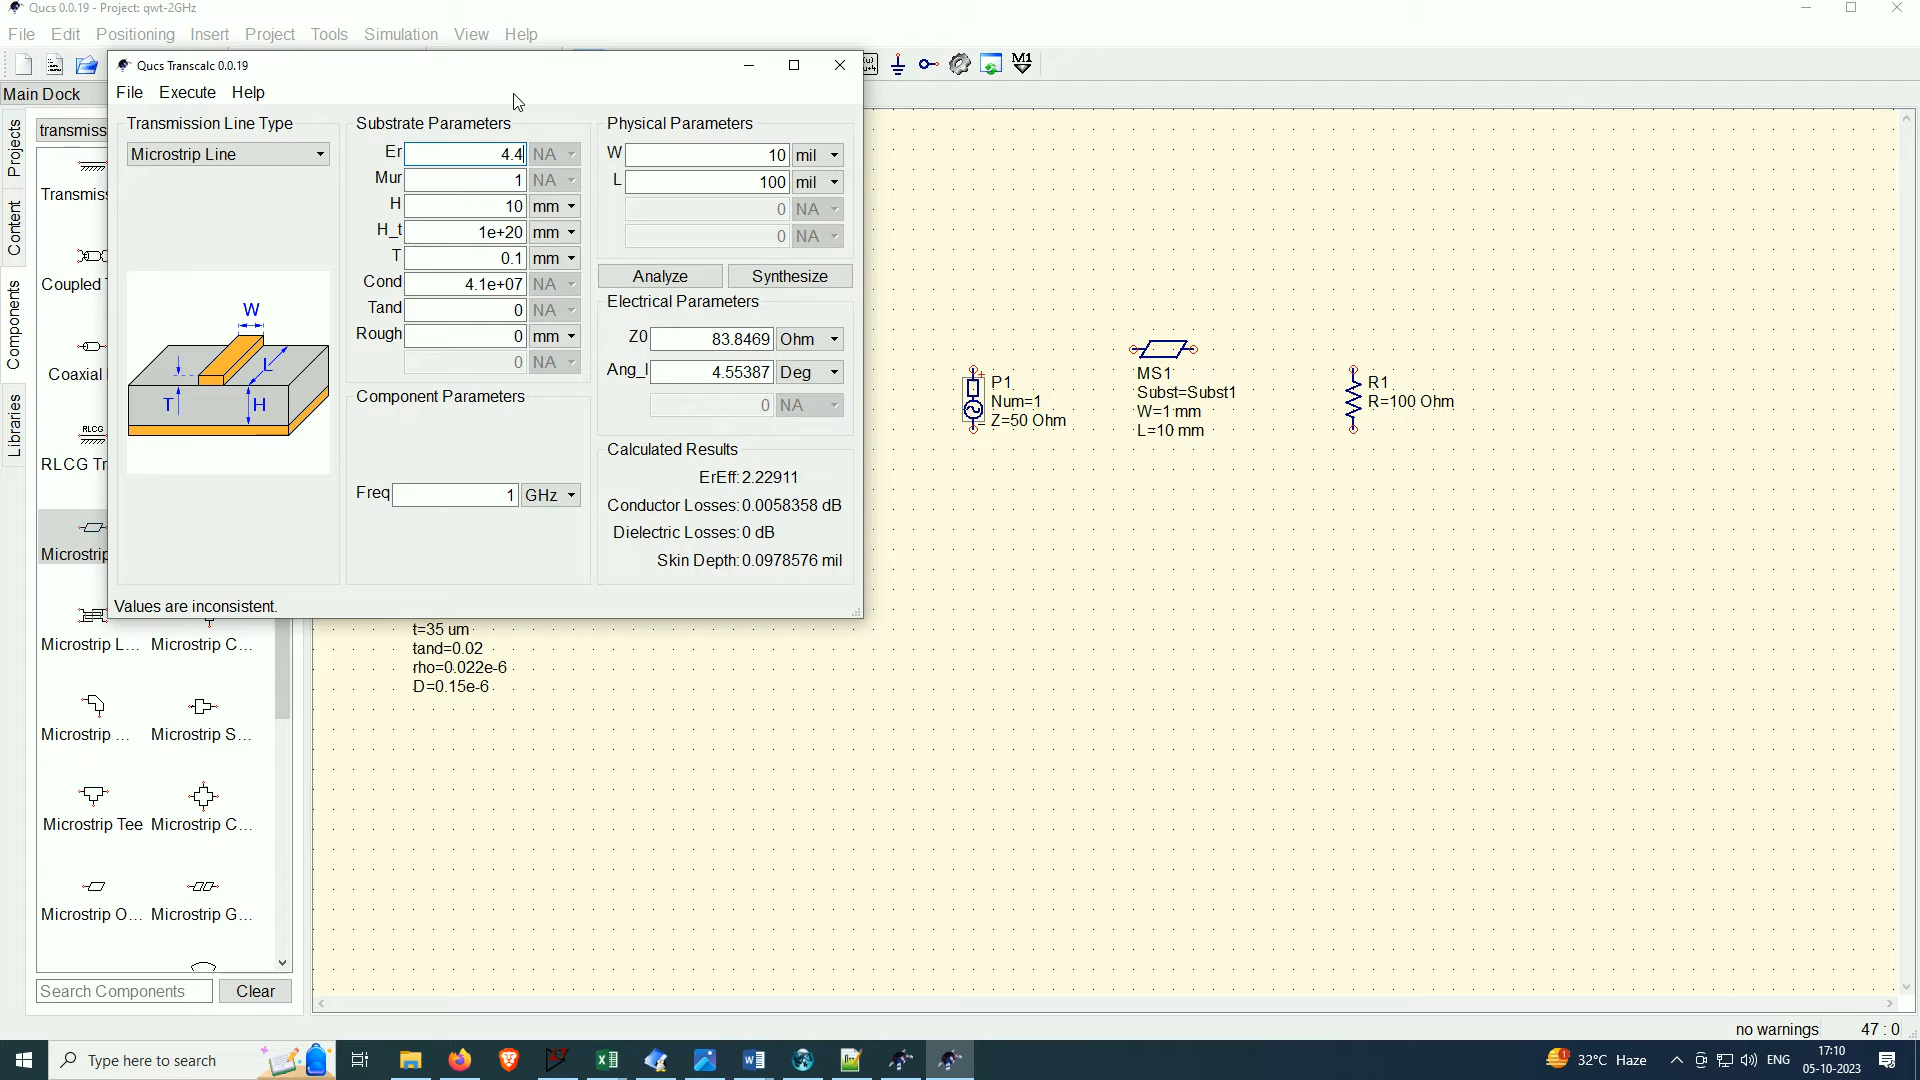 Qucs 0.0.19 - Project: qwt-2GHz
File Edit Positioning Insert Project Tools Simulation View Help
Main Dock
Projects
Content
Components
Libraries
transmiss
Transmiss
Coupled T
Coaxial
RLCG
RLCG Tr
Microstrip
Microstrip L... Microstrip C...
Microstrip ... Microstrip S...
Microstrip Tee Microstrip C...
Microstrip O... Microstrip G...
Search Components Clear
Qucs Transcalc 0.0.19
File Execute Help
Transmission Line Type
Microstrip Line
W
L
T
H
Substrate Parameters
Er 4.4 NA
Mur 1 NA
H 10 mm
H_t 1e+20 mm
T 0.1 mm
Cond 4.1e+07 NA
Tand 0 NA
Rough 0 mm
0 NA
Component Parameters
Freq 1 GHz
Physical Parameters
W 10 mil
L 100 mil
0 NA
0 NA
Analyze Synthesize
Electrical Parameters
Z0 83.8469 Ohm
Ang_l 4.55387 Deg
0 NA
Calculated Results
ErEff: 2.22911
Conductor Losses: 0.0058358 dB
Dielectric Losses: 0 dB
Skin Depth: 0.0978576 mil
Values are inconsistent.
M1
P1
Num=1
Z=50 Ohm
MS1
Subst=Subst1
W=1 mm
L=10 mm
R1
R=100 Ohm
t=35 um
tand=0.02
rho=0.022e-6
D=0.15e-6
no warnings 47 : 0
Type here to search
32°C Haze
ENG
17:10
05-10-2023